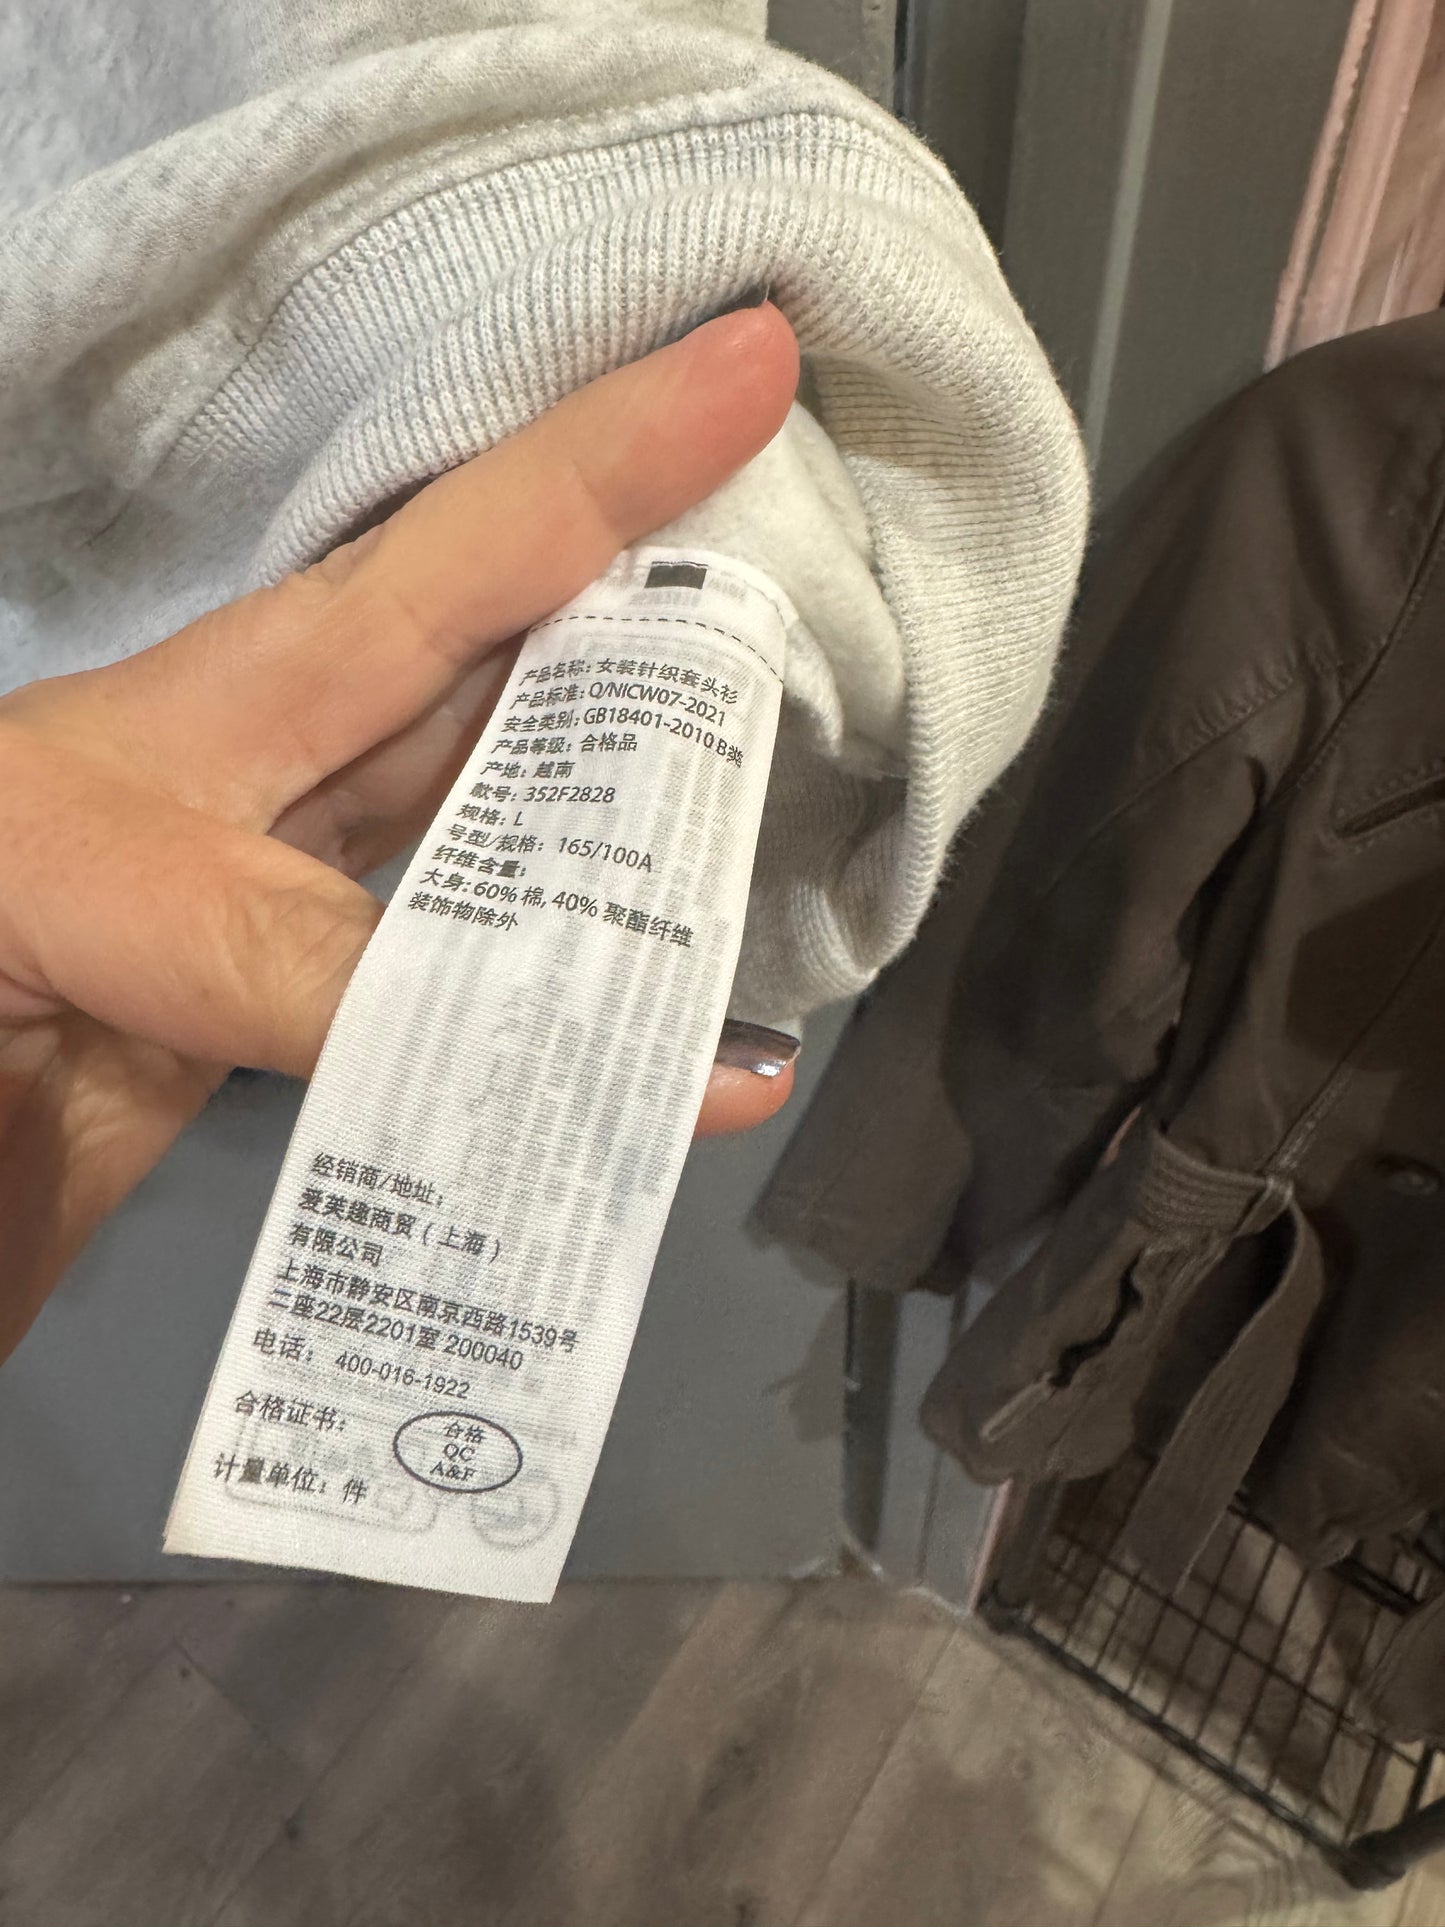 产品名称: 女装针织套头衫
产品标准: Q/NICW07-2021
安全类别: GB18401-2010 B类
产品等级: 合格品
产地: 越南
款号: 352F2828
规格: L
号型/规格: 165/100A
纤维含量:
大身: 60% 棉, 40% 聚酯纤维
装饰物除外
经销商/地址:
爱芙趣商贸(上海)
有限公司
上海市静安区南京西路1539号
二座22层2201室 200040
电话: 400-016-1922
合格证书:
合格
QC
A&F
计量单位: 件